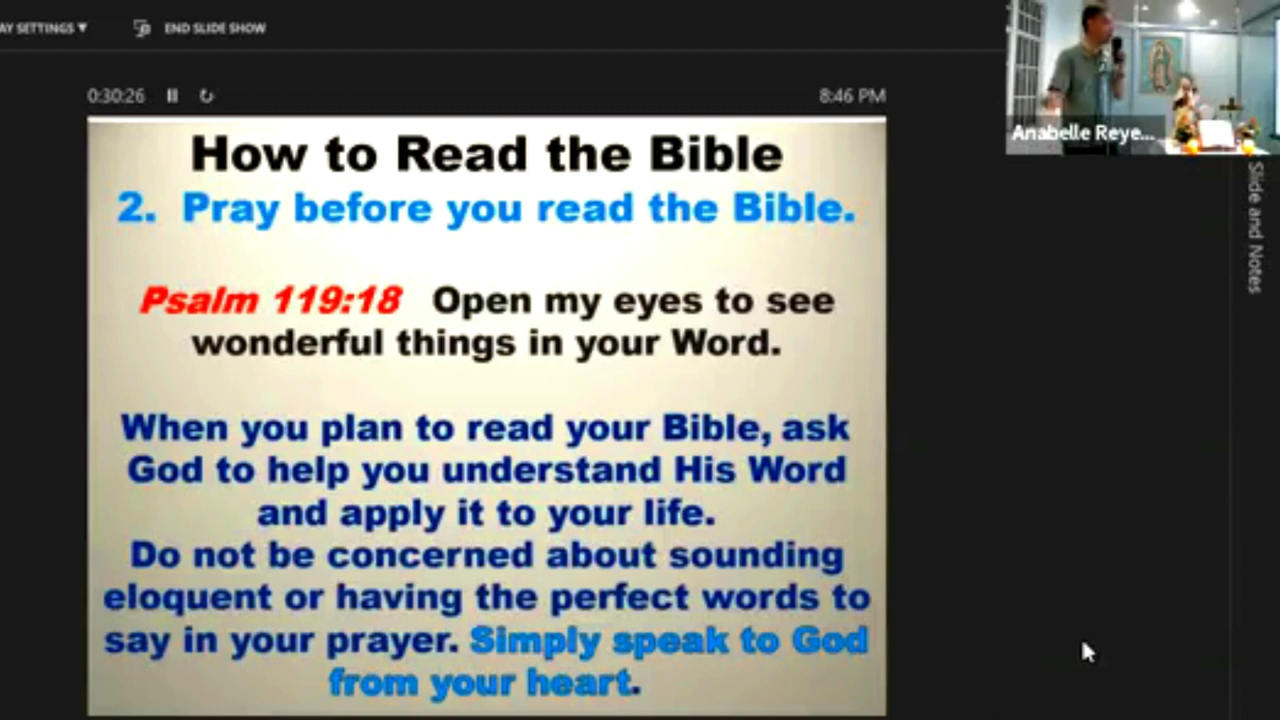 AY SETTINGS ▼ END SLIDE SHOW
0:30:26 8:46 PM
Anabelle Reye...
Slide and Notes
How to Read the Bible
2. Pray before you read the Bible.
Psalm 119:18 Open my eyes to see
wonderful things in your Word.
When you plan to read your Bible, ask
God to help you understand His Word
and apply it to your life.
Do not be concerned about sounding
eloquent or having the perfect words to
say in your prayer. Simply speak to God
from your heart.